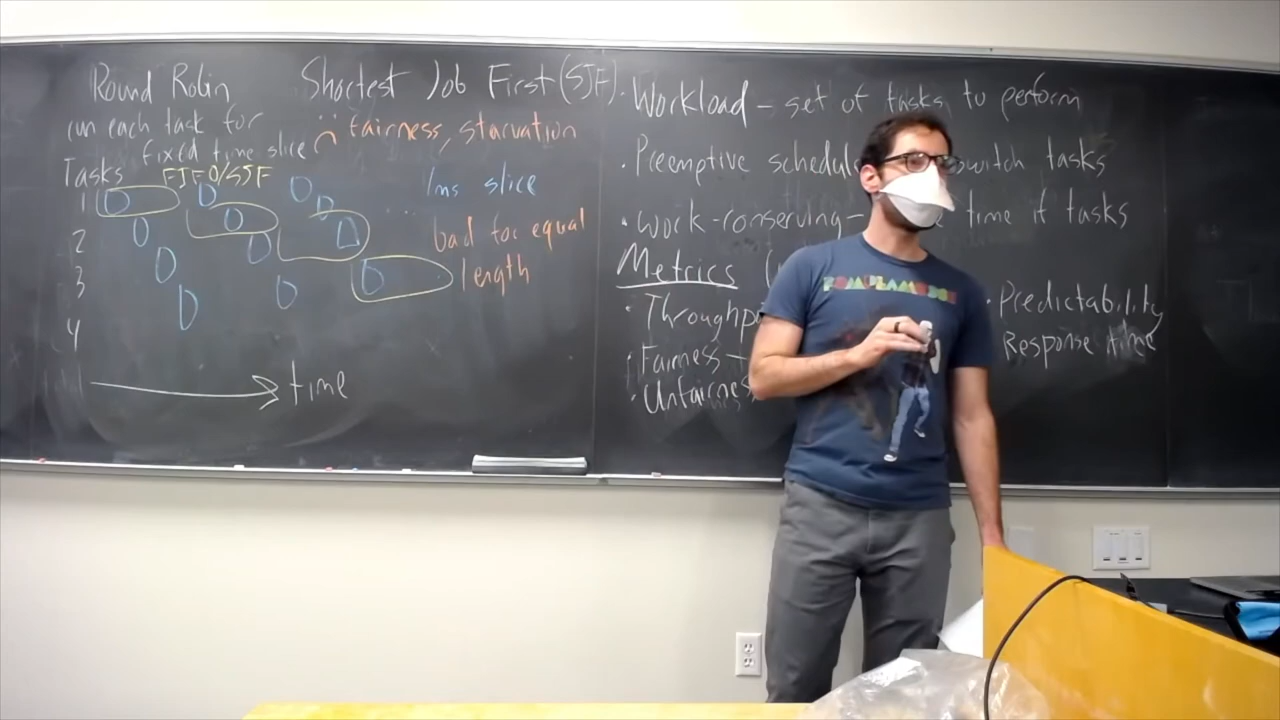 Round Robin
run each task for
fixed time slice
Tasks
FIFO/SJF
1
2
3
4
time
Shortest Job First (SJF)
:( fairness, starvation
1ms slice
bad for equal
length
· Workload – set of tasks to perform
· Preemptive schedul switch tasks
· Work-conserving – time if tasks
Metrics (
· Throughp
· Fairness –
· Unfairnes
· Predictability
· Response time